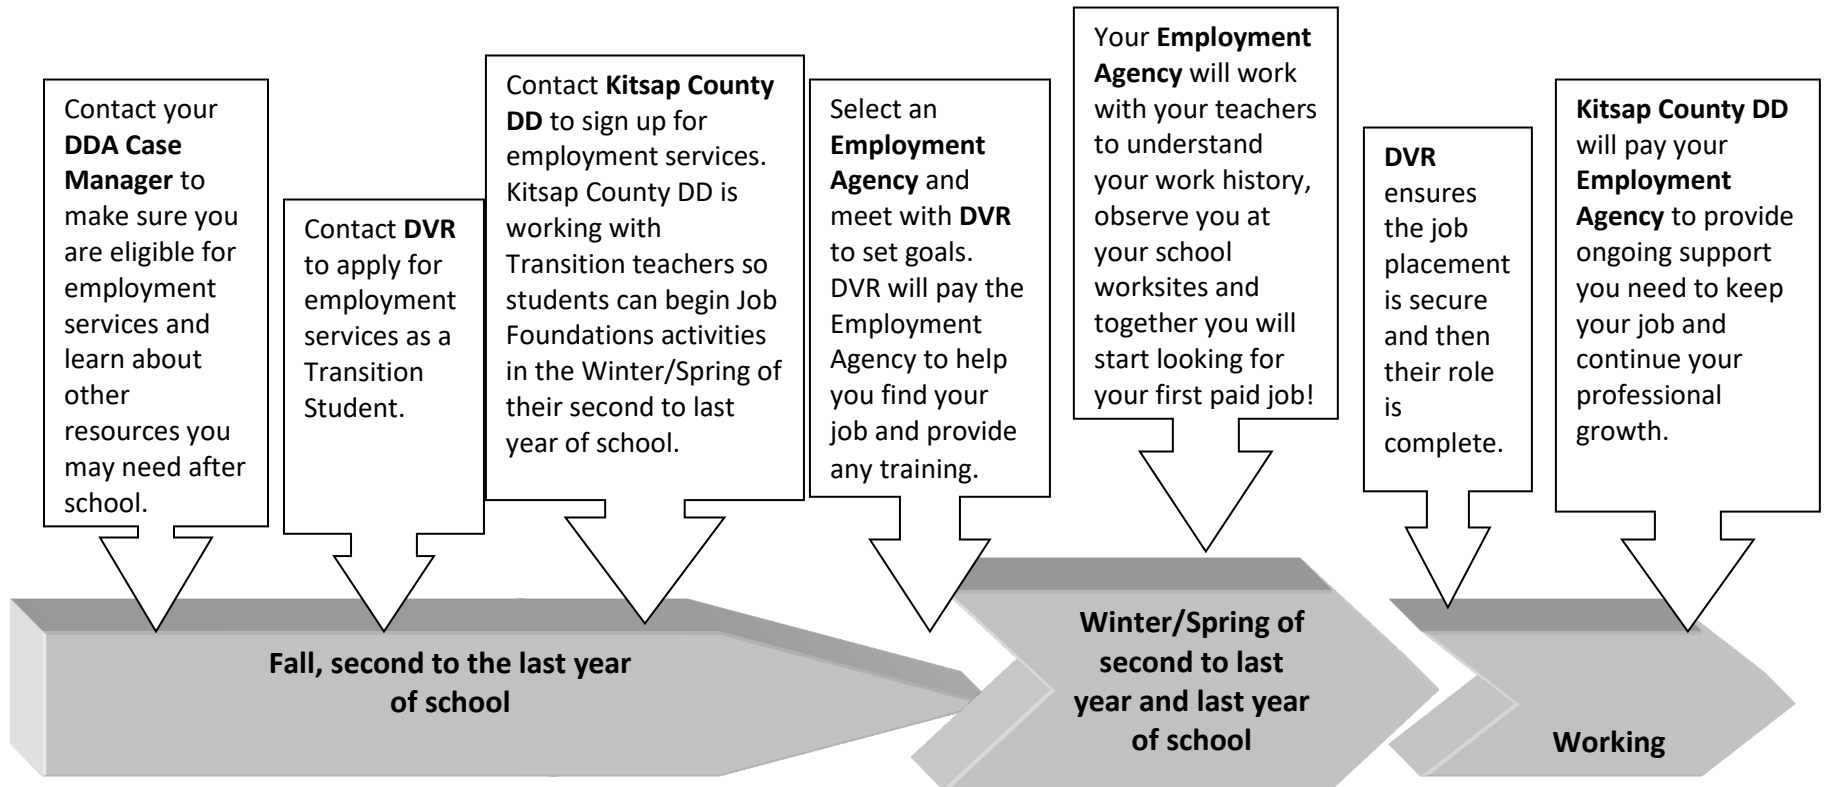 Contact your
DDA Case
Manager to
make sure you
are eligible for
employment
services and
learn about
other
resources you
may need after
school.
Contact DVR
to apply for
employment
services as a
Transition
Student.
Contact Kitsap County
DD to sign up for
employment services.
Kitsap County DD is
working with
Transition teachers so
students can begin Job
Foundations activities
in the Winter/Spring of
their second to last
year of school.
Select an
Employment
Agency and
meet with DVR
to set goals.
DVR will pay the
Employment
Agency to help
you find your
job and provide
any training.
Your Employment
Agency will work
with your teachers
to understand
your work history,
observe you at
your school
worksites and
together you will
start looking for
your first paid job!
DVR
ensures
the job
placement
is secure
and then
their role
is
complete.
Kitsap County DD
will pay your
Employment
Agency to provide
ongoing support
you need to keep
your job and
continue your
professional
growth.
Fall, second to the last year
of school
Winter/Spring of
second to last
year and last year
of school
Working